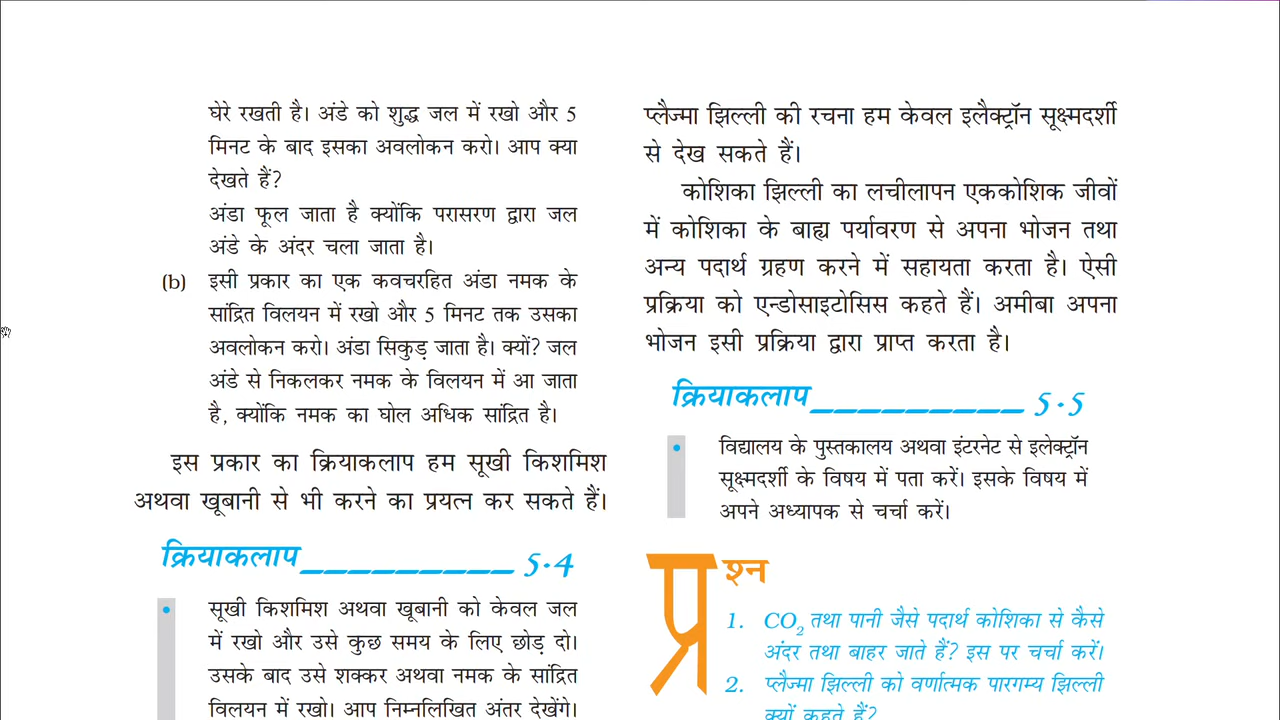 घेरे रखती है। अंडे को शुद्ध जल में रखो और 5
मिनट के बाद इसका अवलोकन करो। आप क्या
देखते हैं?
अंडा फूल जाता है क्योंकि परासरण द्वारा जल
अंडे के अंदर चला जाता है।
(b) इसी प्रकार का एक कवचरहित अंडा नमक के
सांद्रित विलयन में रखो और 5 मिनट तक उसका
अवलोकन करो। अंडा सिकुड़ जाता है। क्यों? जल
अंडे से निकलकर नमक के विलयन में आ जाता
है, क्योंकि नमक का घोल अधिक सांद्रित है।
इस प्रकार का क्रियाकलाप हम सूखी किशमिश
अथवा खूबानी से भी करने का प्रयत्न कर सकते हैं।
क्रियाकलाप_________ 5.4
• सूखी किशमिश अथवा खूबानी को केवल जल
में रखो और उसे कुछ समय के लिए छोड़ दो।
उसके बाद उसे शक्कर अथवा नमक के सांद्रित
विलयन में रखो। आप निम्नलिखित अंतर देखेंगे।
प्लैज़्मा झिल्ली की रचना हम केवल इलैक्ट्रॉन सूक्ष्मदर्शी
से देख सकते हैं।
कोशिका झिल्ली का लचीलापन एककोशिक जीवों
में कोशिका के बाह्य पर्यावरण से अपना भोजन तथा
अन्य पदार्थ ग्रहण करने में सहायता करता है। ऐसी
प्रक्रिया को एन्डोसाइटोसिस कहते हैं। अमीबा अपना
भोजन इसी प्रक्रिया द्वारा प्राप्त करता है।
क्रियाकलाप_________ 5.5
• विद्यालय के पुस्तकालय अथवा इंटरनेट से इलेक्ट्रॉन
सूक्ष्मदर्शी के विषय में पता करें। इसके विषय में
अपने अध्यापक से चर्चा करें।
प्रश्न
1. CO₂ तथा पानी जैसे पदार्थ कोशिका से कैसे
अंदर तथा बाहर जाते हैं? इस पर चर्चा करें।
2. प्लैज़्मा झिल्ली को वर्णात्मक पारगम्य झिल्ली
क्यों कहते हैं?